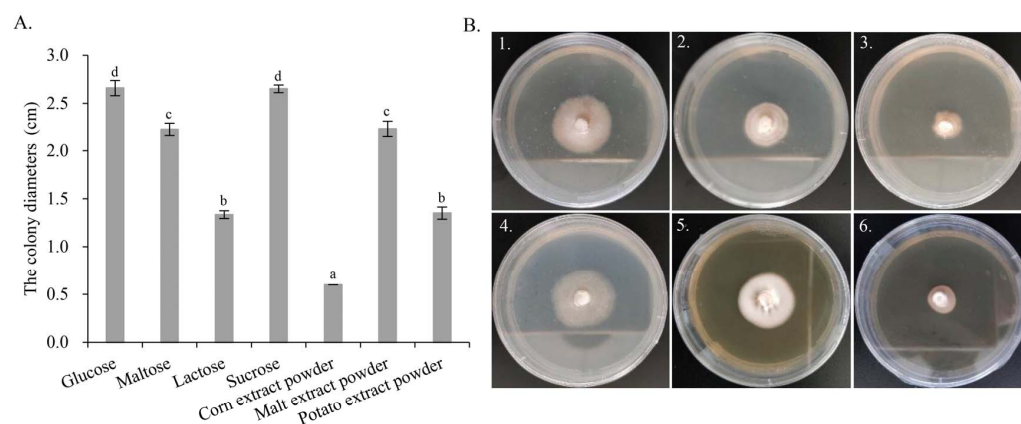 A.
The colony diameters (cm)
3.0
2.5
2.0
1.5
1.0
0.5
0.0
d
c
b
d
a
c
b
Glucose
Maltose
Lactose
Sucrose
Corn extract powder
Malt extract powder
Potato extract powder
B.
1.
2.
3.
4.
5.
6.